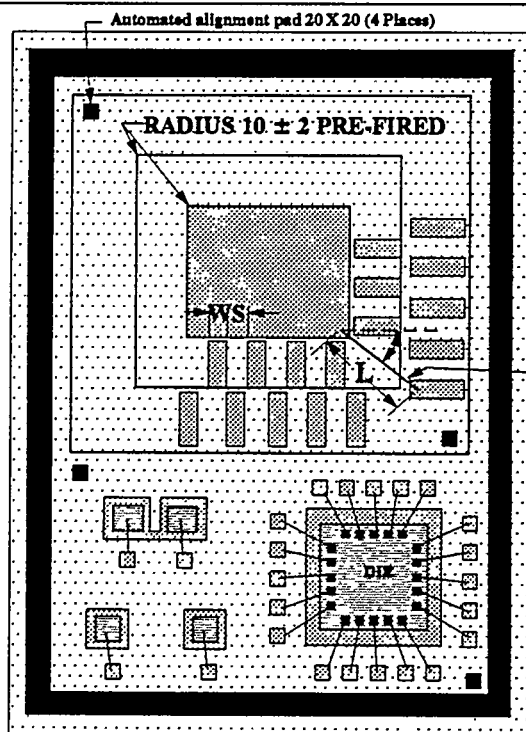 Automated alignment pad 20 X 20 (4 Places)
RADIUS 10 ± 2 PRE-FIRED
WS
L
DIE